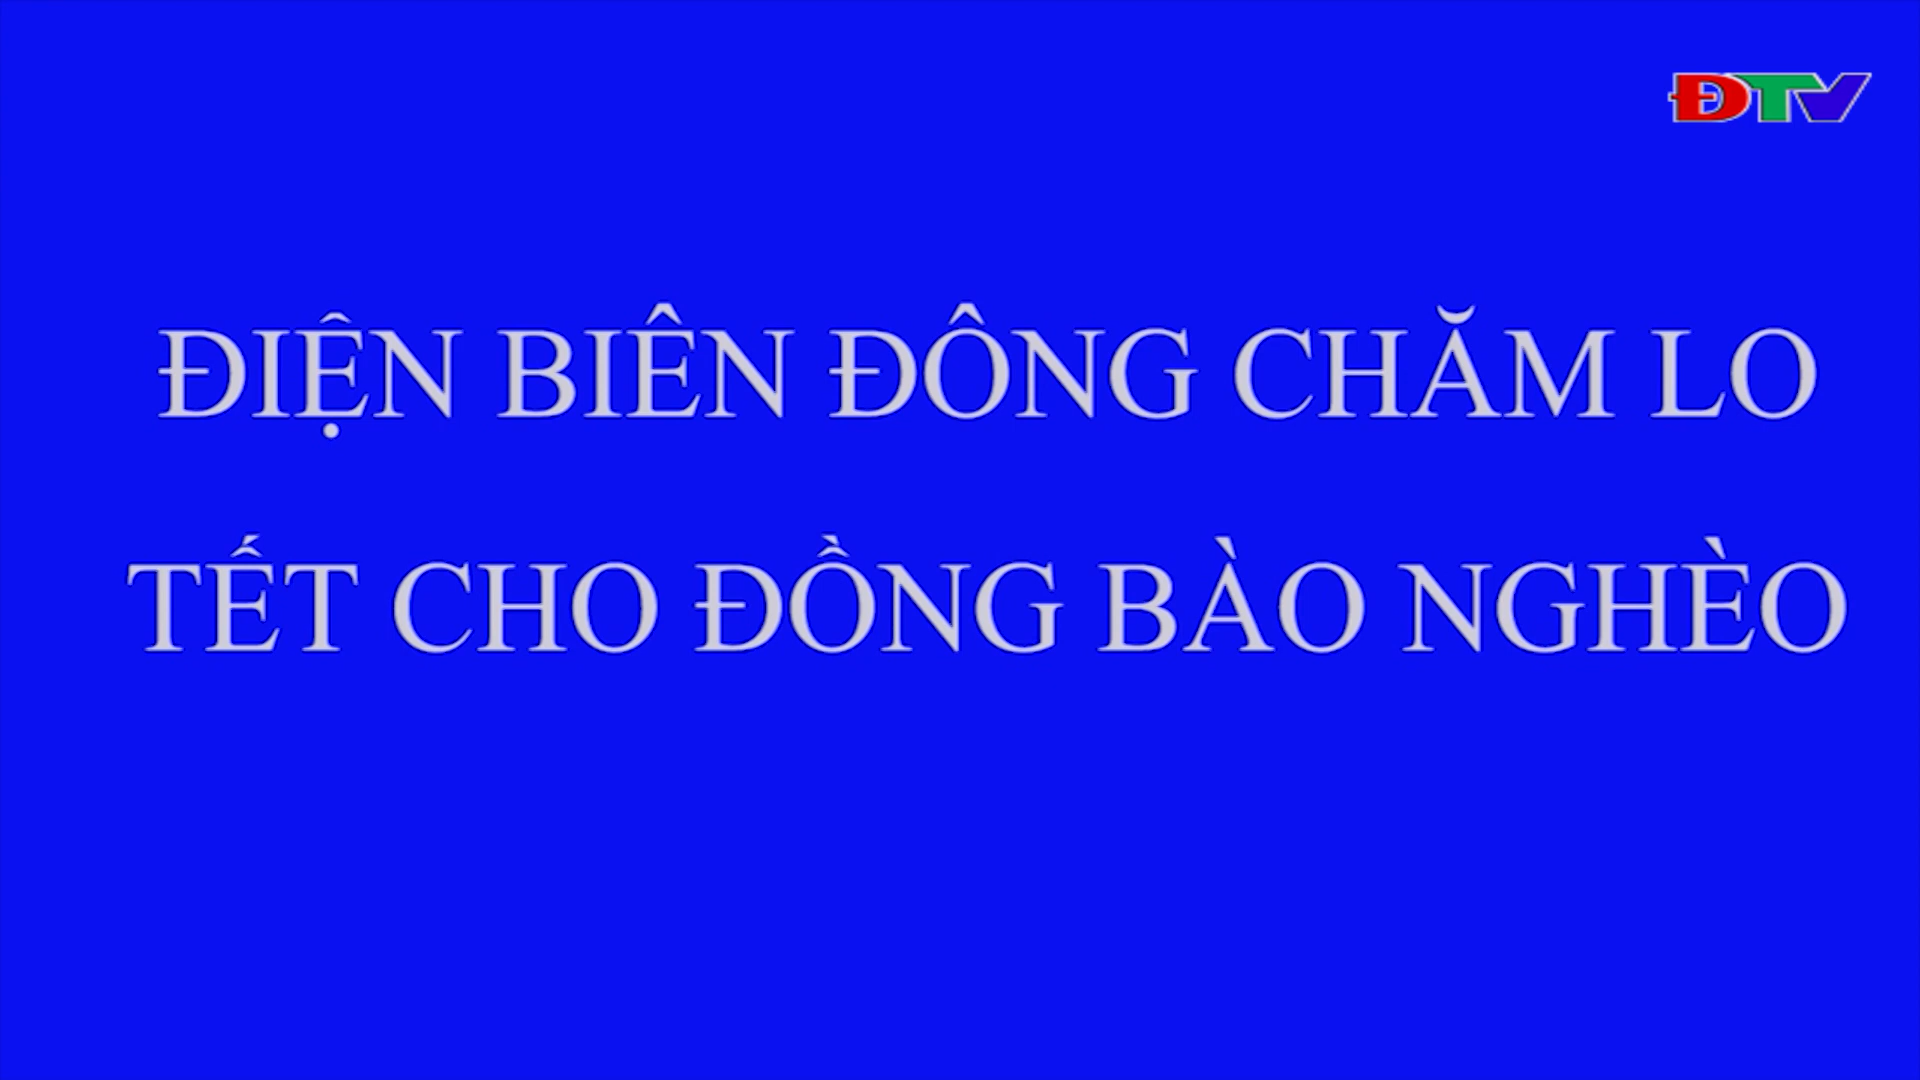 ĐTV
ĐIỆN BIÊN ĐÔNG CHĂM LO
TẾT CHO ĐỒNG BÀO NGHÈO